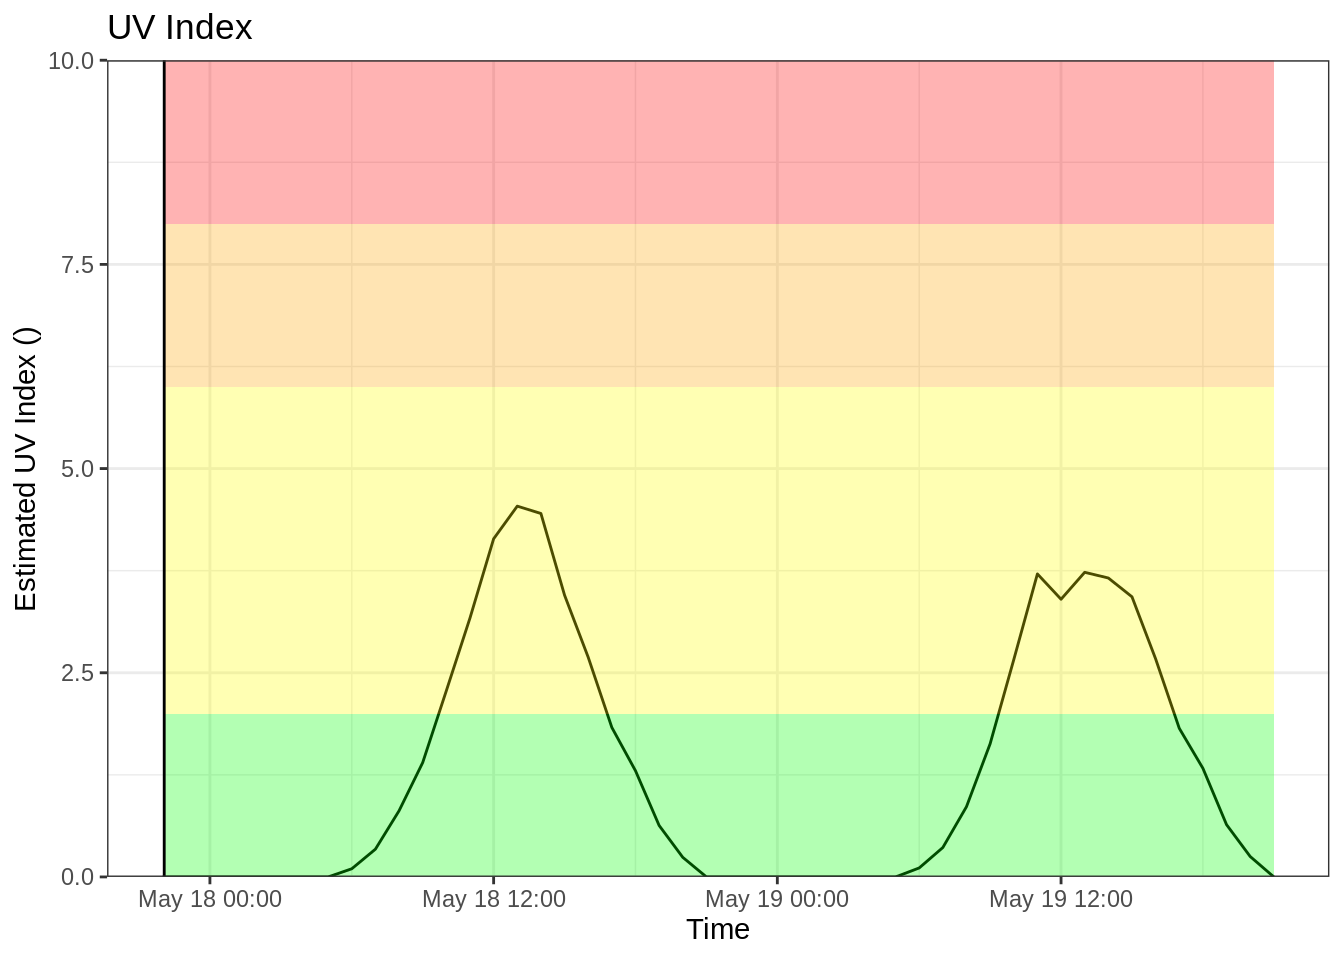 UV Index
10.0
7.5
5.0
2.5
0.0
Estimated UV Index ()
May 18 00:00
May 18 12:00
May 19 00:00
May 19 12:00
Time